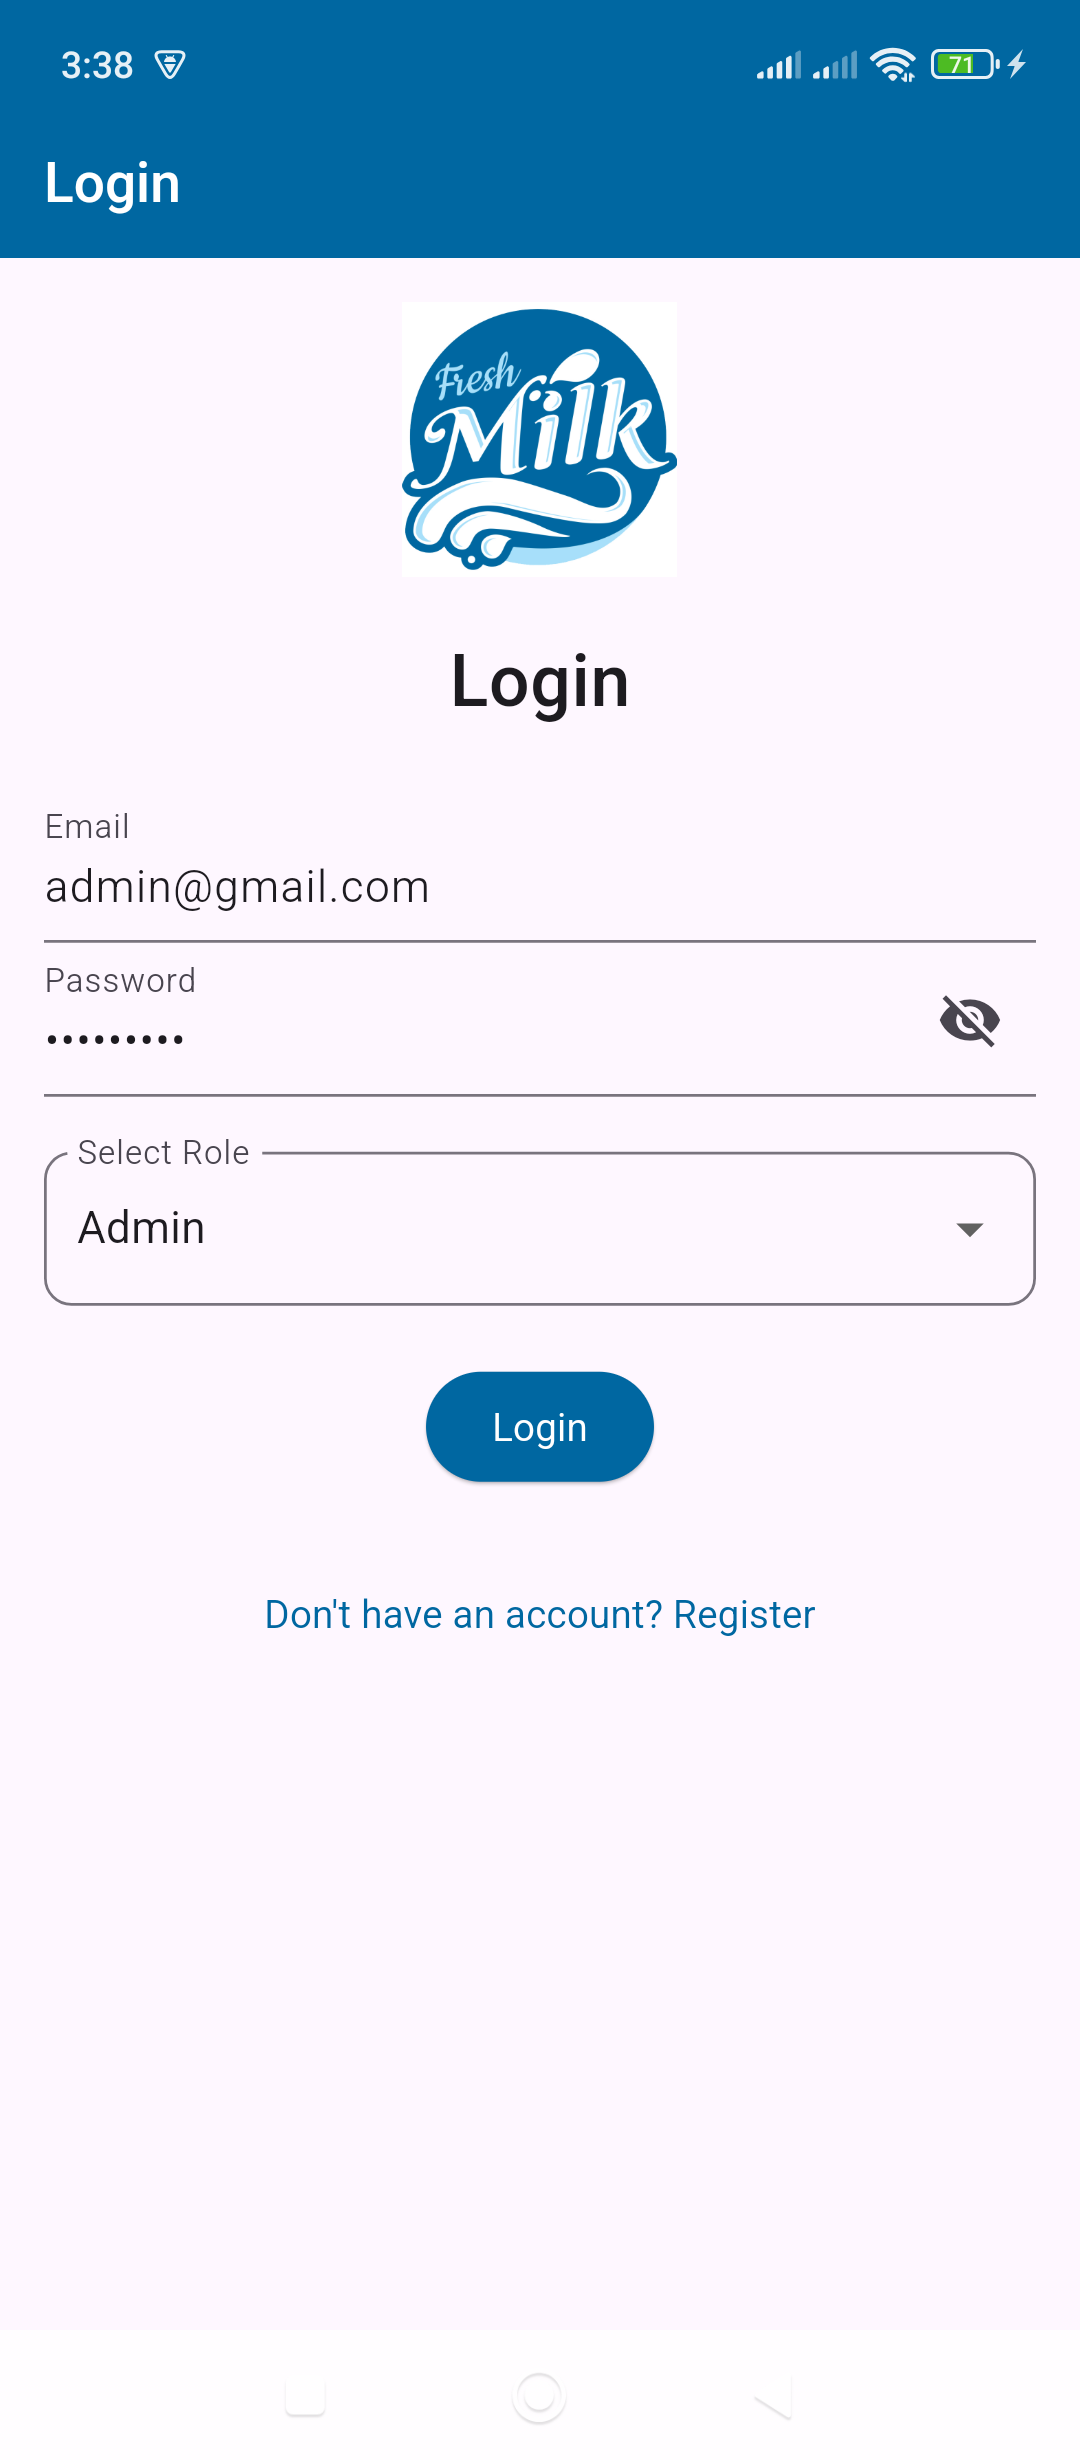 3:38
71
Login
Fresh
Milk
Login
Email
admin@gmail.com
Password
•••••••••
Select Role
Admin
Login
Don't have an account? Register